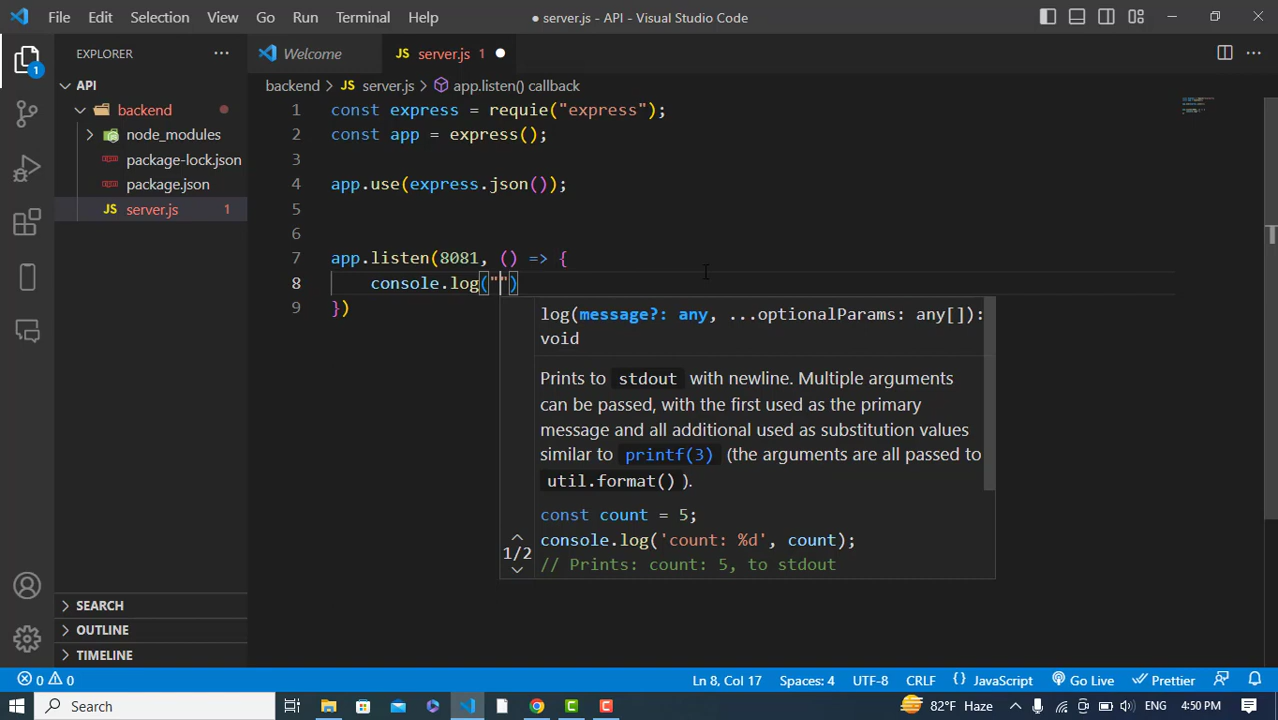 File Edit Selection View Go Run Terminal Help
● server.js - API - Visual Studio Code
EXPLORER
Welcome
JS server.js 1
API
backend > JS server.js > app.listen() callback
backend
node_modules
package-lock.json
package.json
JS server.js 1
1 const express = requie("express");
2 const app = express();
3
4 app.use(express.json());
5
6
7 app.listen(8081, () => {
8 console.log("")
9 })
log(message?: any, ...optionalParams: any[]):
void
Prints to stdout with newline. Multiple arguments
can be passed, with the first used as the primary
message and all additional used as substitution values
similar to printf(3) (the arguments are all passed to
util.format() ).
const count = 5;
console.log('count: %d', count);
// Prints: count: 5, to stdout
1/2
1
SEARCH
OUTLINE
TIMELINE
0 0
Ln 8, Col 17 Spaces: 4 UTF-8 CRLF {} JavaScript Go Live Prettier
Search
82°F Haze ENG 4:50 PM